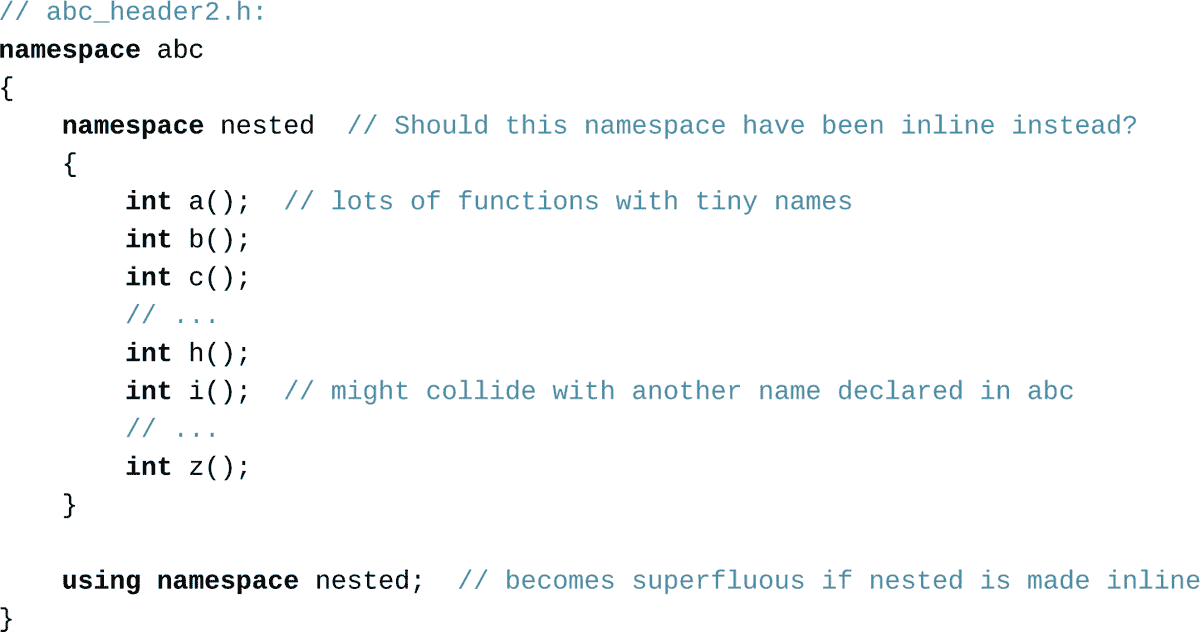 // abc_header2.h:
namespace abc
{
    namespace nested  // Should this namespace have been inline instead?
    {
        int a();  // lots of functions with tiny names
        int b();
        int c();
        // ...
        int h();
        int i();  // might collide with another name declared in abc
        // ...
        int z();
    }

    using namespace nested;  // becomes superfluous if nested is made inline
}